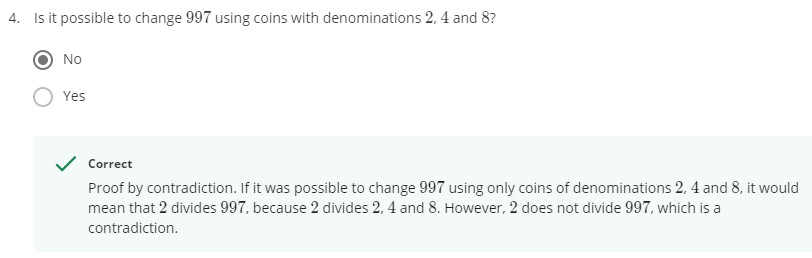 4. Is it possible to change 997 using coins with denominations 2, 4 and 8?
No
Yes
Correct
Proof by contradiction. If it was possible to change 997 using only coins of denominations 2, 4 and 8, it would
mean that 2 divides 997, because 2 divides 2, 4 and 8. However, 2 does not divide 997, which is a
contradiction.